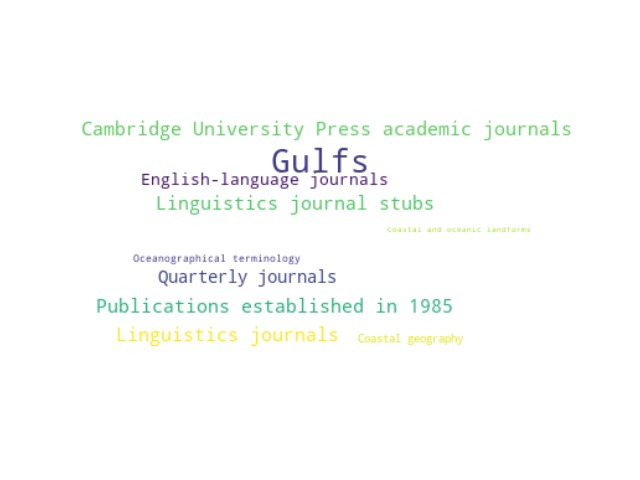 Cambridge University Press academic journals
Gulfs
English-language journals
Linguistics journal stubs
Coastal and oceanic landforms
Oceanographical terminology
Quarterly journals
Publications established in 1985
Linguistics journals
Coastal geography